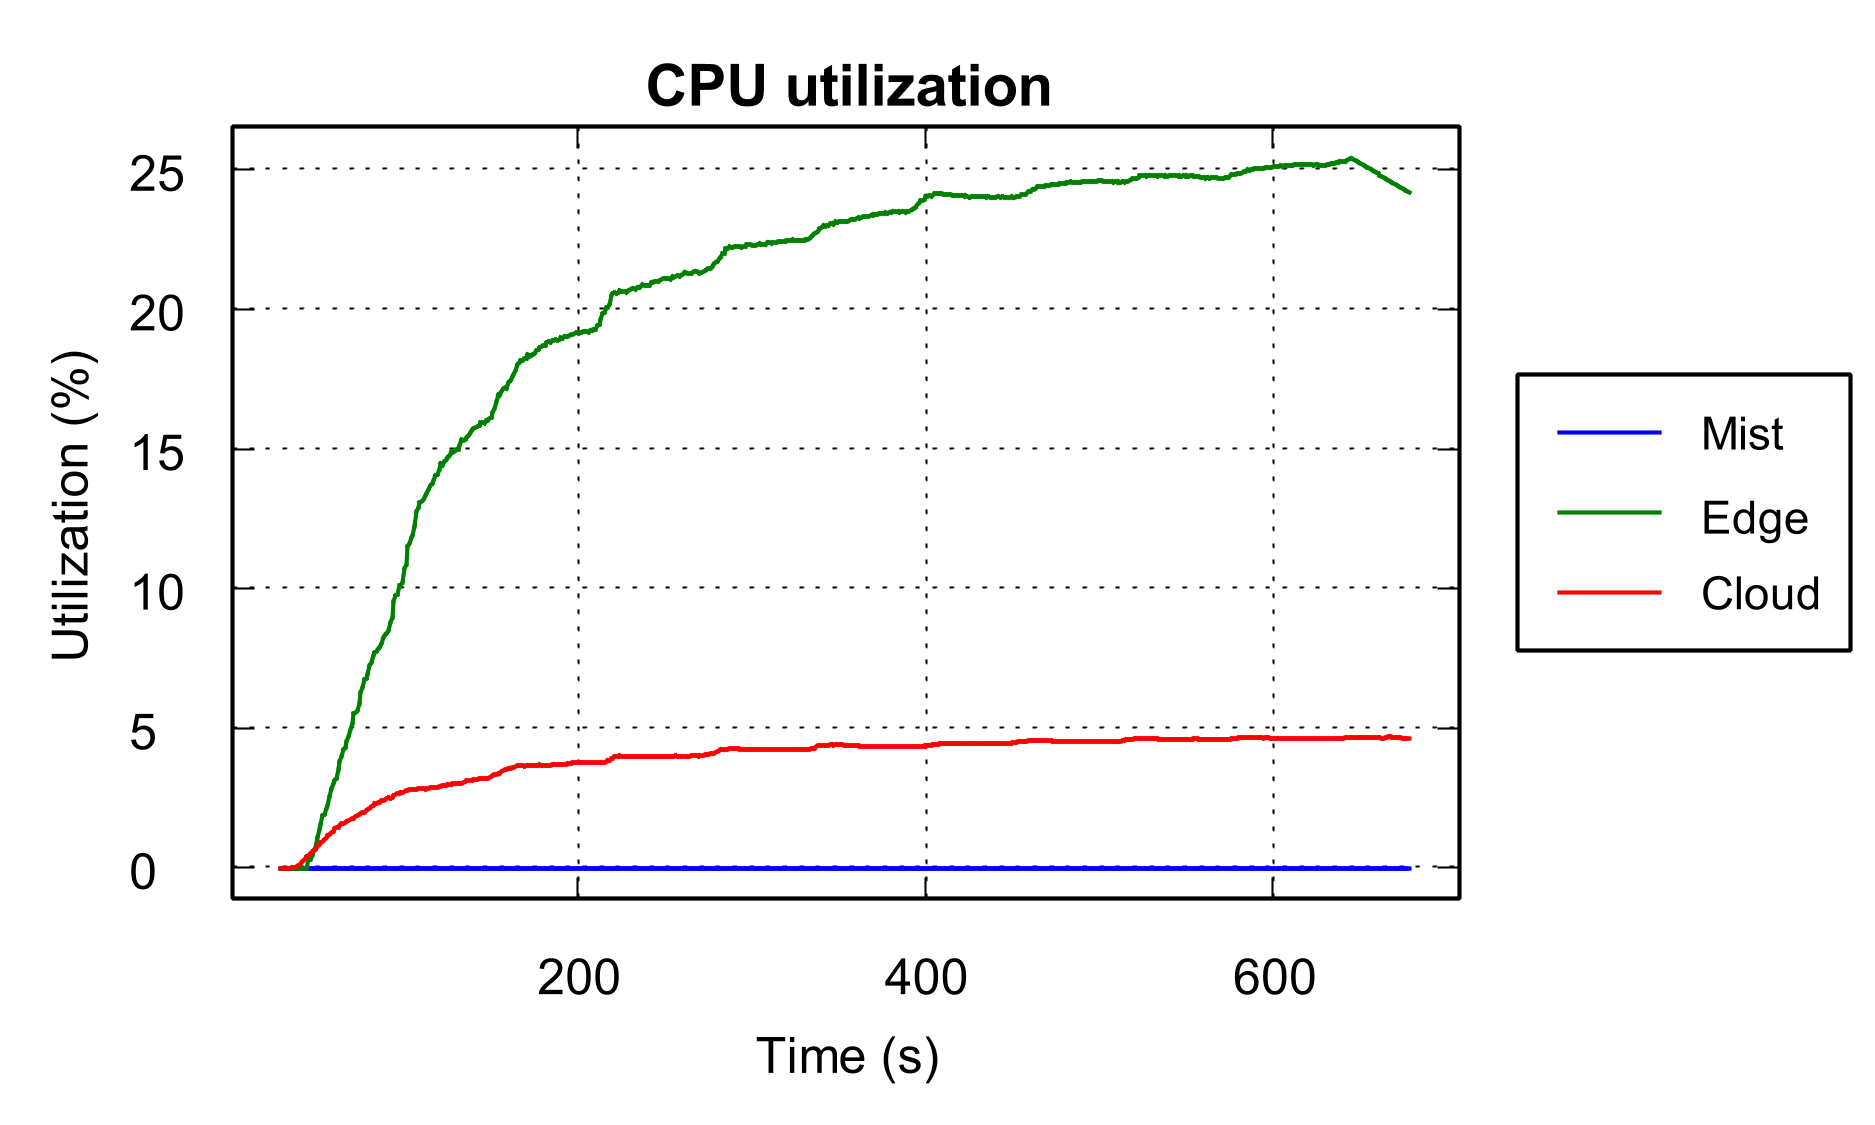 CPU utilization
25
20
15
10
5
0
Utilization (%)
200 400 600
Time (s)
Mist
Edge
Cloud